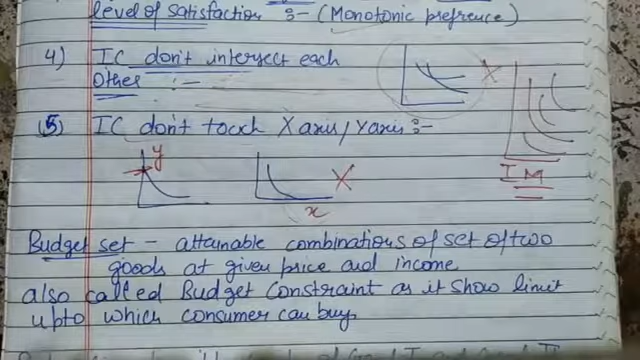 level of satisfaction :- (Monotonic prefrence)
4) IC don't intersect each
Other :-
(5) IC don't touch X axis/Yaxis :-
y
x
IM
Budget set - attainable combinations of set of two
goods at given price and income
also called Budget Constraint as it show limit
upto which consumer can buy.